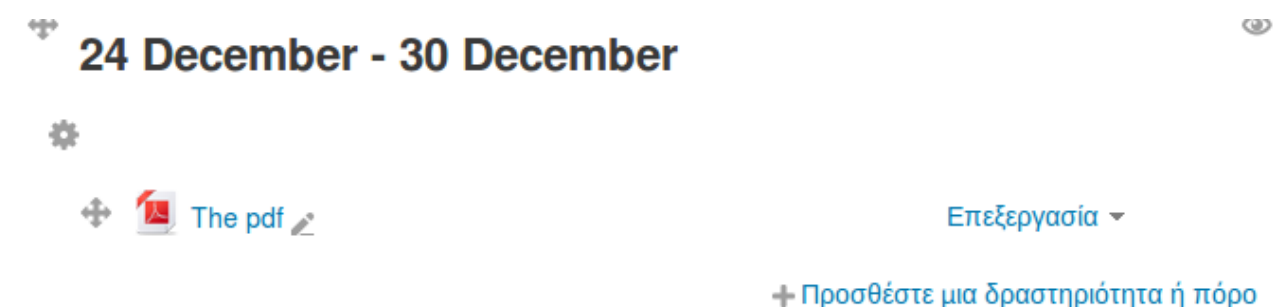 24 December - 30 December
The pdf
Επεξεργασία
Προσθέστε μια δραστηριότητα ή πόρο